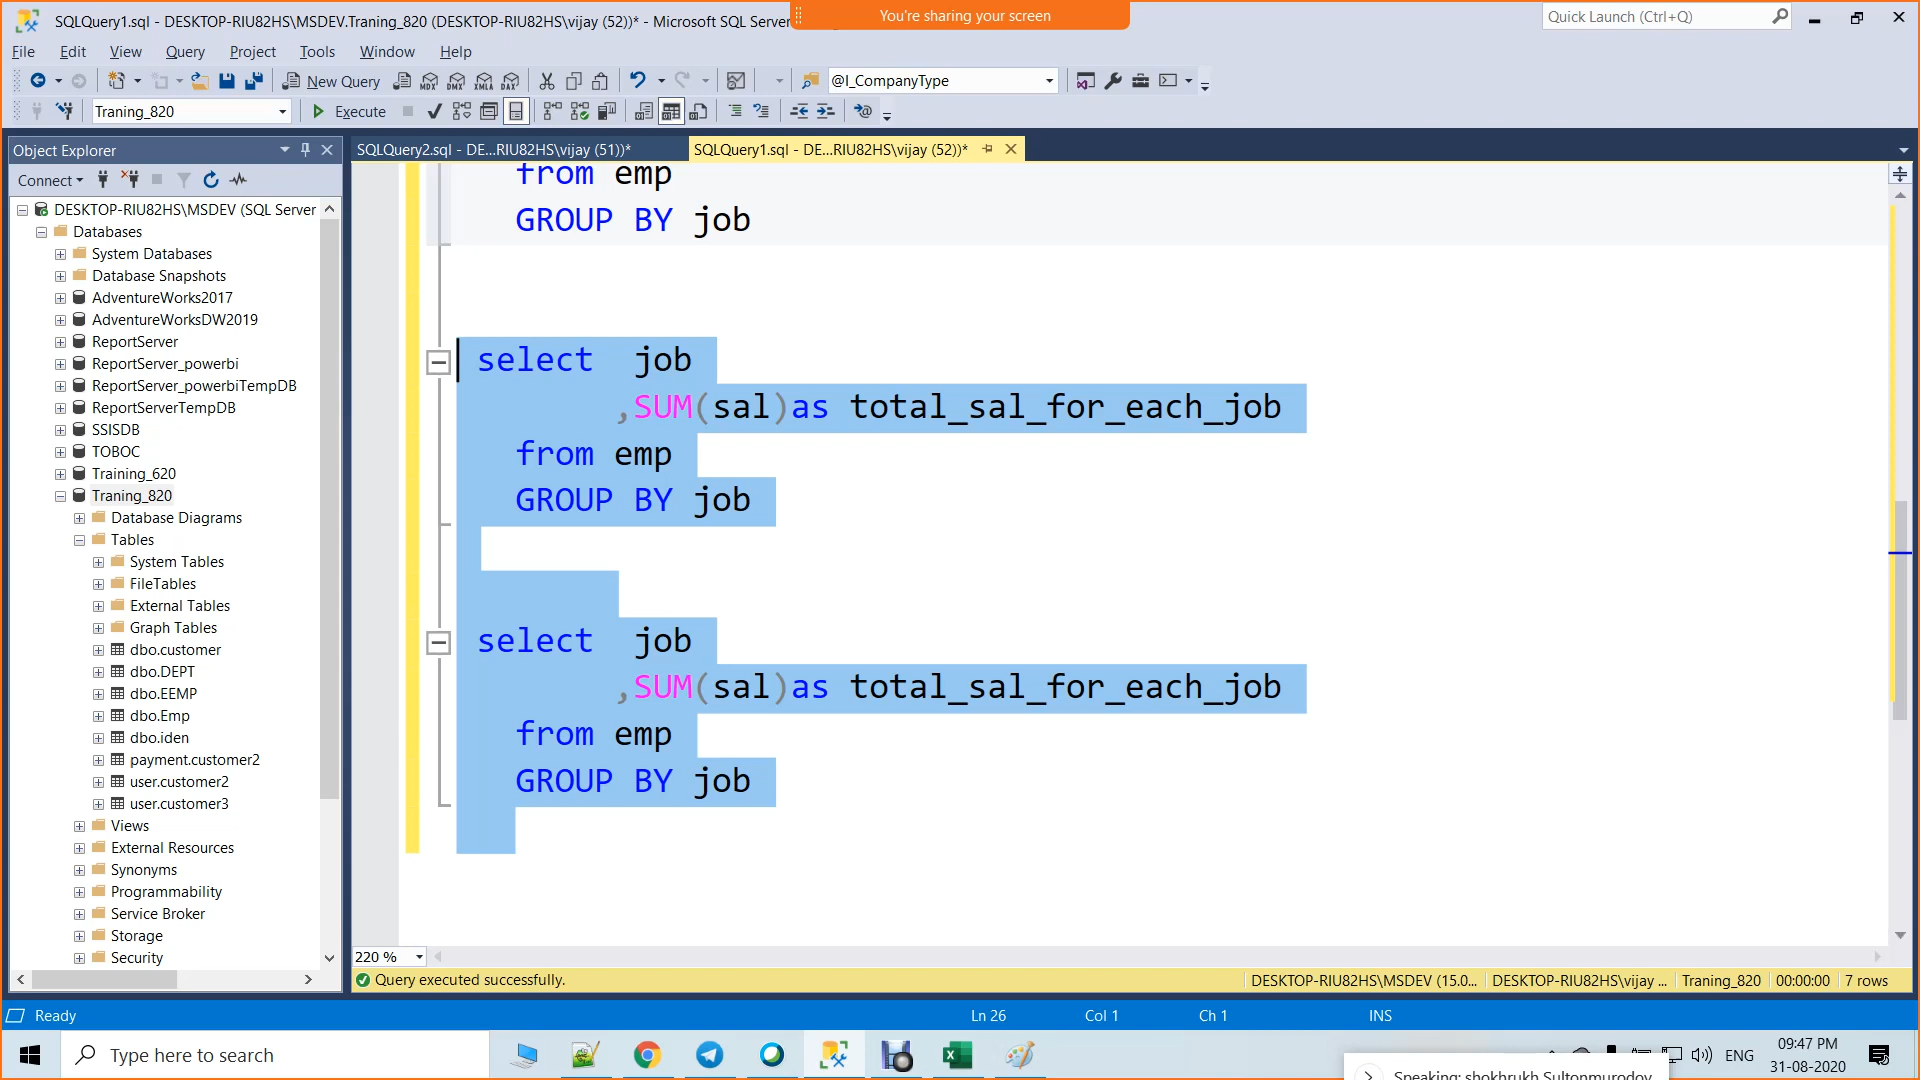 SQLQuery1.sql - DESKTOP-RIU82HS\MSDEV.Traning_820 (DESKTOP-RIU82HS\vijay (52))* - Microsoft SQL Server
You're sharing your screen
Quick Launch (Ctrl+Q)
File Edit View Query Project Tools Window Help
New Query
MDX DMX XMLA DAX
@I_CompanyType
Traning_820
Execute
Object Explorer
SQLQuery2.sql - DE...RIU82HS\vijay (51))*
SQLQuery1.sql - DE...RIU82HS\vijay (52))*
Connect
DESKTOP-RIU82HS\MSDEV (SQL Server
Databases
System Databases
Database Snapshots
AdventureWorks2017
AdventureWorksDW2019
ReportServer
ReportServer_powerbi
ReportServer_powerbiTempDB
ReportServerTempDB
SSISDB
TOBOC
Training_620
Traning_820
Database Diagrams
Tables
System Tables
FileTables
External Tables
Graph Tables
dbo.customer
dbo.DEPT
dbo.EEMP
dbo.Emp
dbo.iden
payment.customer2
user.customer2
user.customer3
Views
External Resources
Synonyms
Programmability
Service Broker
Storage
Security
from emp
GROUP BY job
select job
,SUM(sal)as total_sal_for_each_job
from emp
GROUP BY job
select job
,SUM(sal)as total_sal_for_each_job
from emp
GROUP BY job
220 %
Query executed successfully.
DESKTOP-RIU82HS\MSDEV (15.0... DESKTOP-RIU82HS\vijay ... Traning_820 00:00:00 7 rows
Ready
Ln 26 Col 1 Ch 1 INS
Type here to search
ENG
09:47 PM
31-08-2020
Speaking: shokhrukh Sultonmurodov